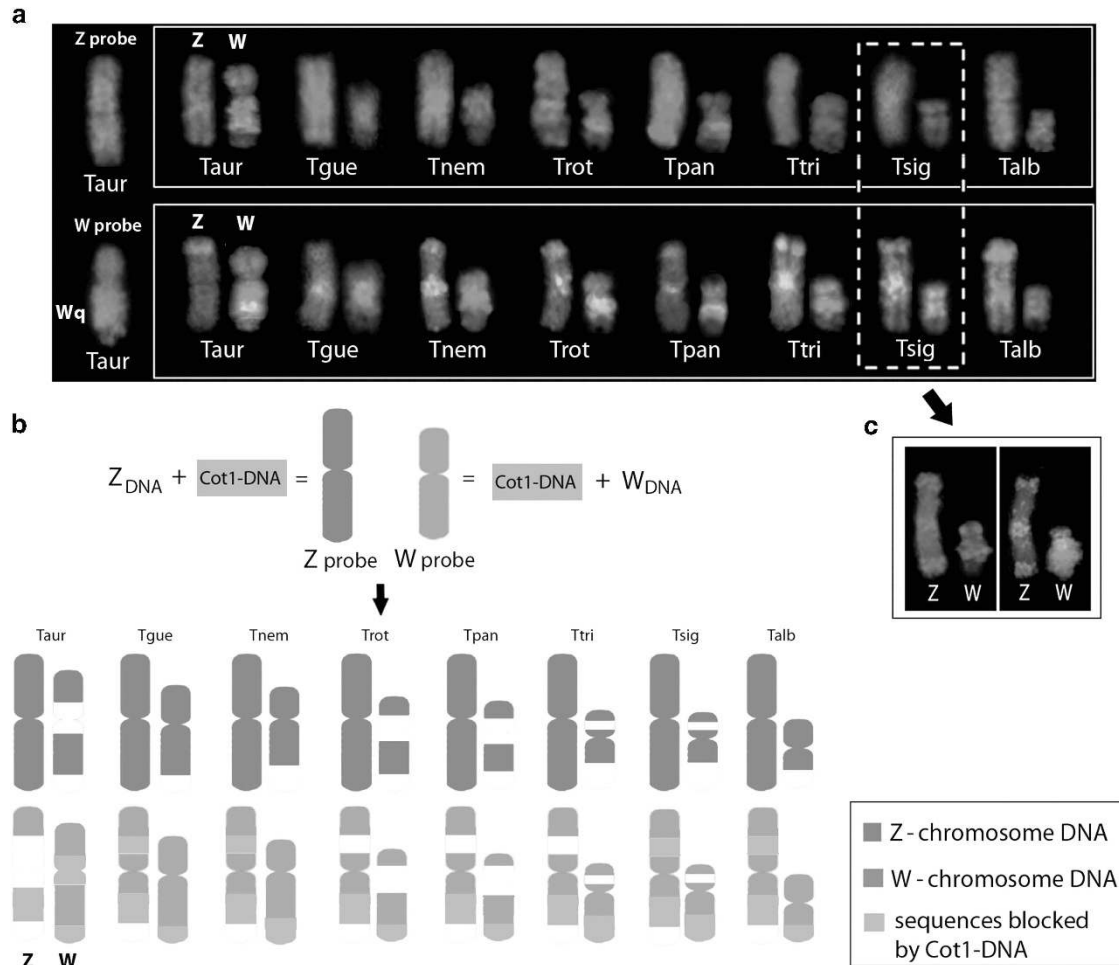 a
Z probe
Taur
Z W
Taur Tgue Tnem Trot Tpan Ttri Tsig Talb
W probe
Wq
Taur
Z W
Taur Tgue Tnem Trot Tpan Ttri Tsig Talb
b
Z DNA + Cot1-DNA = = Cot1-DNA + W DNA
Z probe W probe
c
Z W Z W
Taur Tgue Tnem Trot Tpan Ttri Tsig Talb
Z W
Z - chromosome DNA
W - chromosome DNA
sequences blocked
by Cot1-DNA